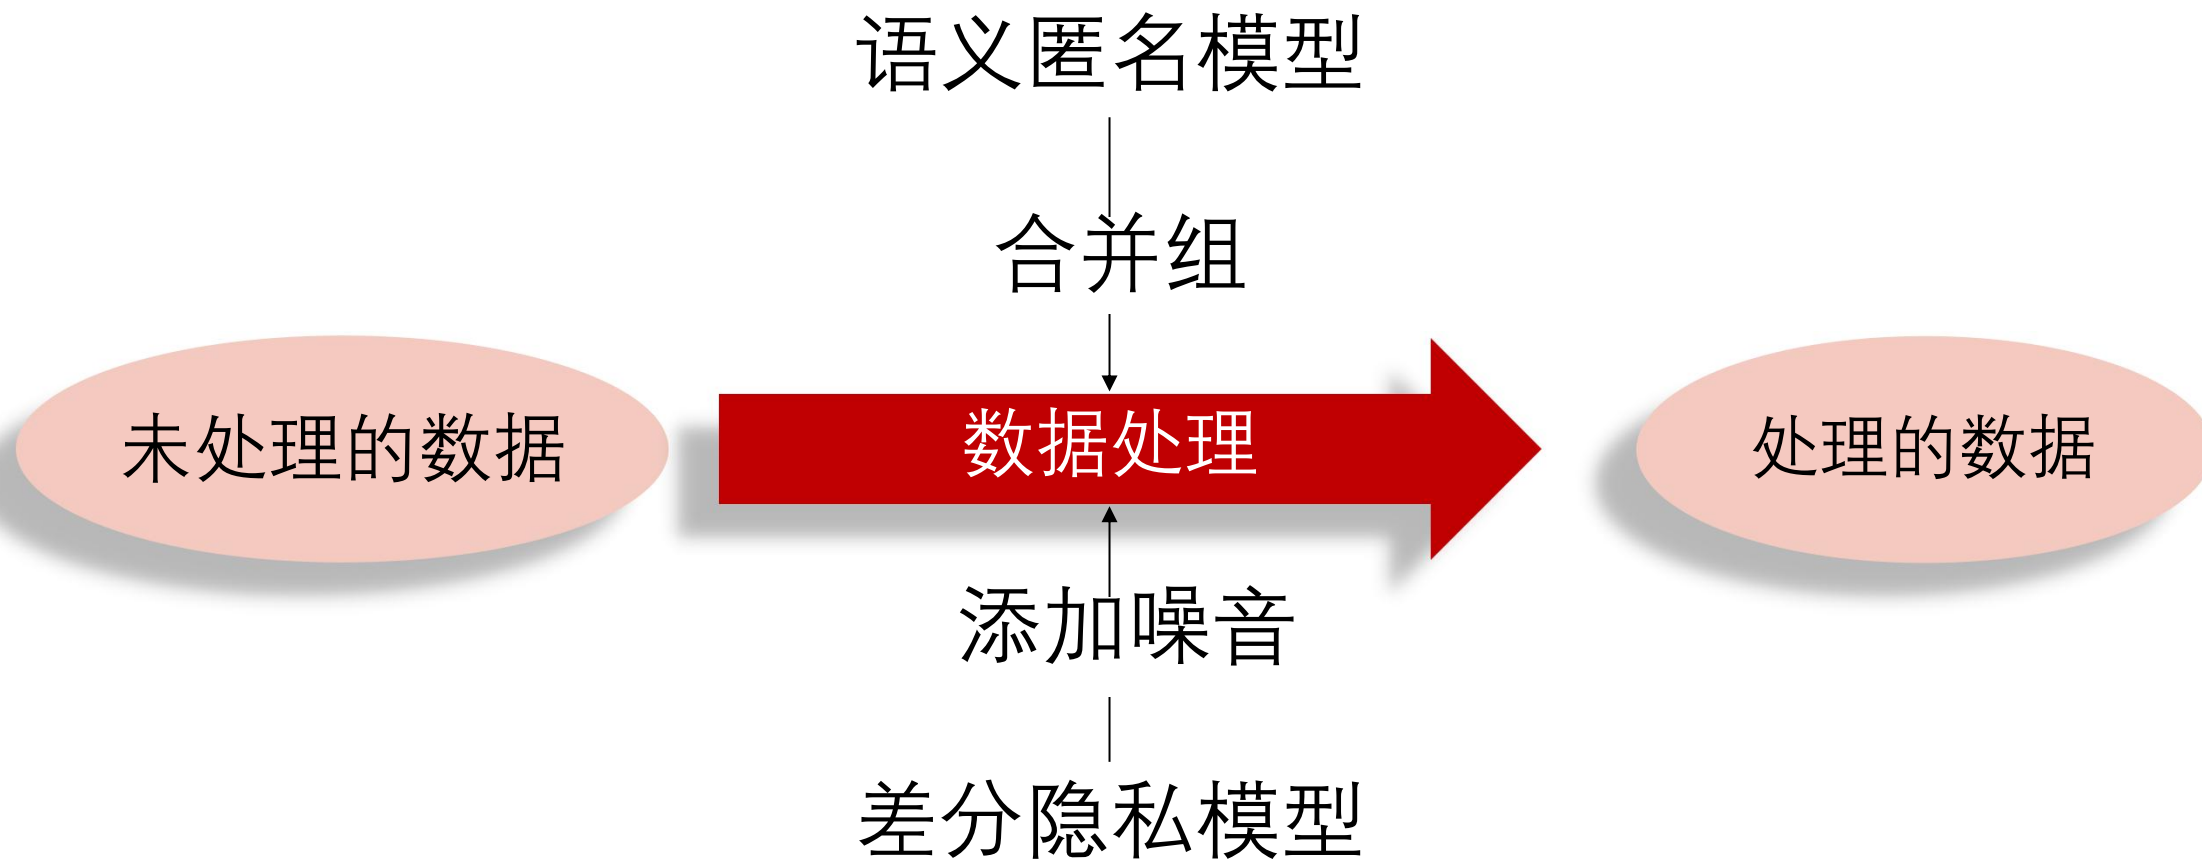 语义匿名模型
合并组
未处理的数据
数据处理
处理的数据
添加噪音
差分隐私模型